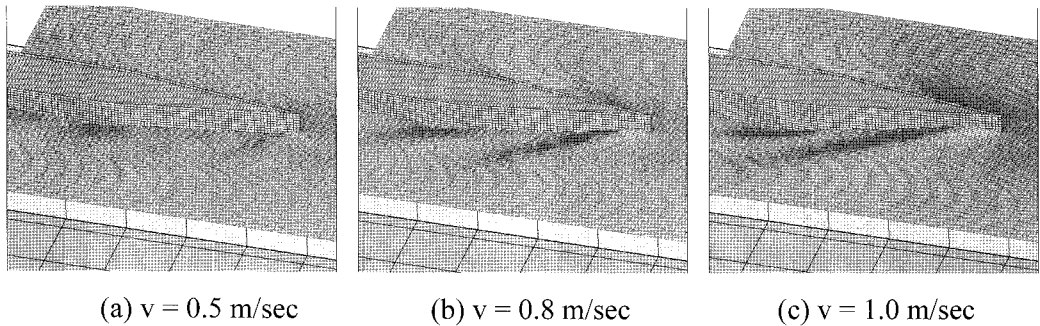 (a) v = 0.5 m/sec
(b) v = 0.8 m/sec
(c) v = 1.0 m/sec